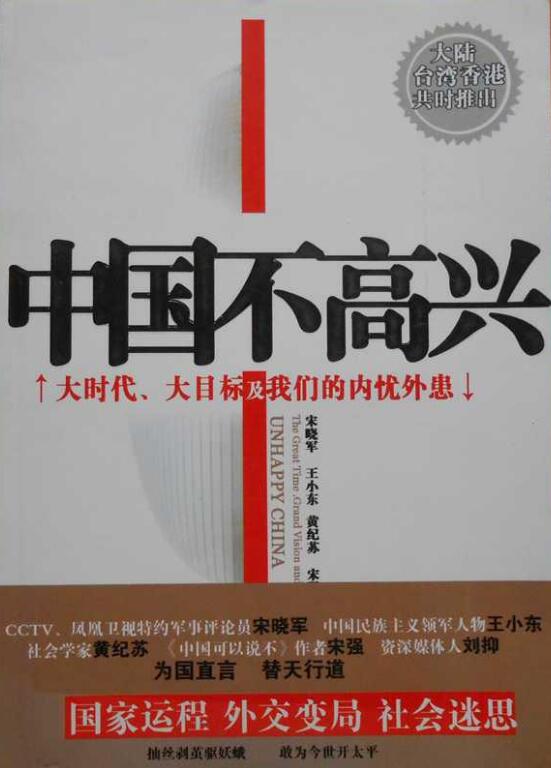 大陆
台湾香港
共时推出
中国不高兴
↑大时代、大目标及我们的内忧外患↓
宋晓军 王小东 黄纪苏 宋
The Great Time ,Grand Vision and
UNHAPPY CHINA
CCTV、凤凰卫视特约军事评论员宋晓军 中国民族主义领军人物王小东
社会学家黄纪苏 《中国可以说不》作者宋强 资深媒体人刘仰
为国直言 替天行道
国家运程 外交变局 社会迷思
抽丝剥茧驱妖蛾 敢为今世开太平